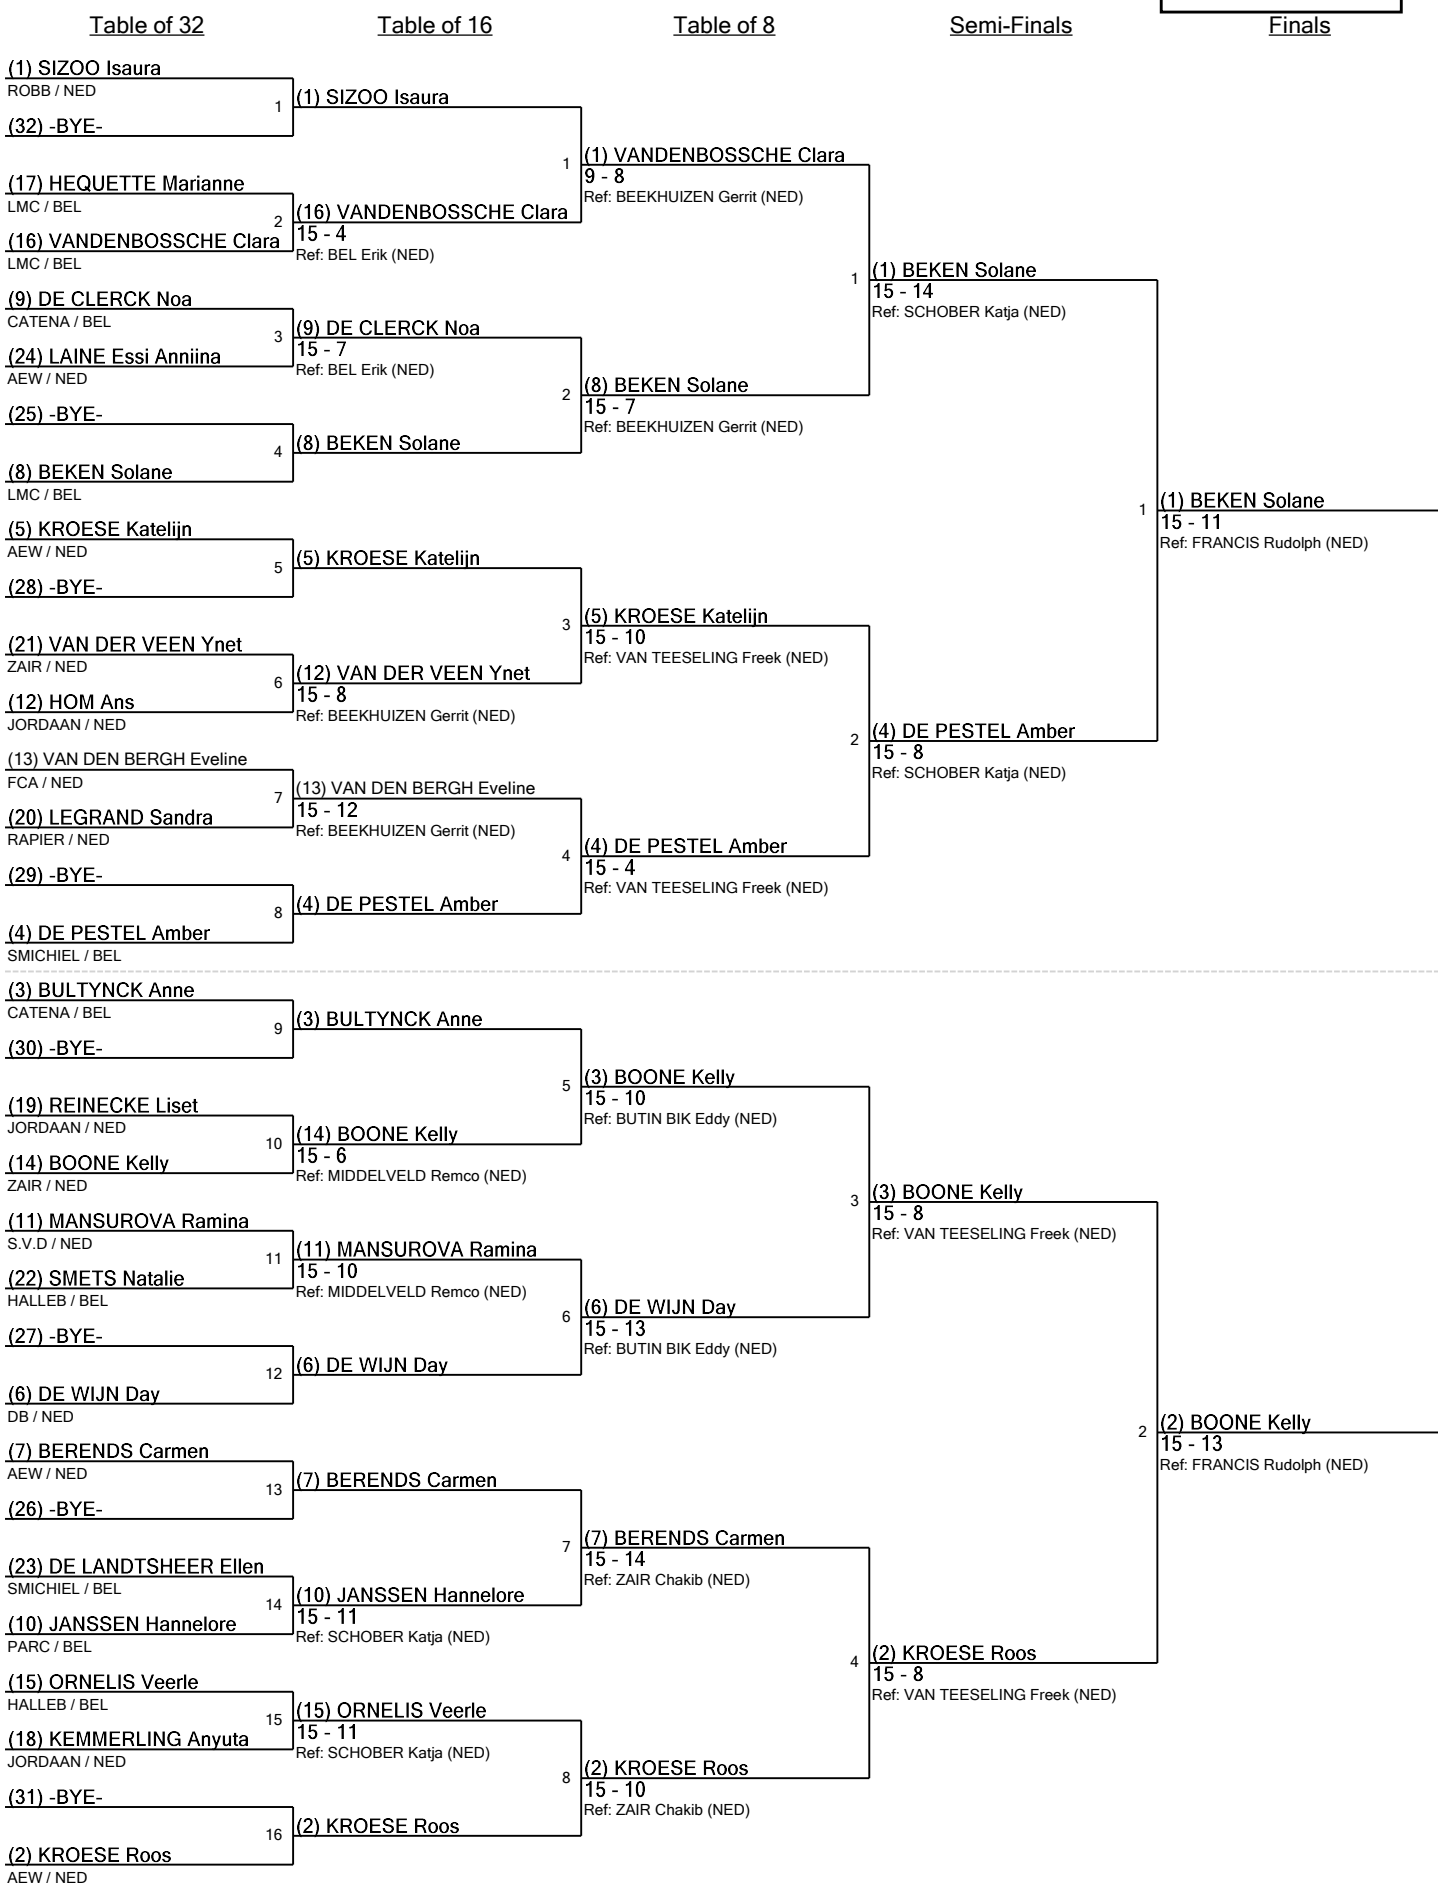 Table of 32
Table of 16
Table of 8
Semi-Finals
Finals
(1) SIZOO Isaura
ROBB / NED
1
(32) -BYE-
(17) HEQUETTE Marianne
LMC / BEL
2
(16) VANDENBOSSCHE Clara
LMC / BEL
(9) DE CLERCK Noa
CATENA / BEL
3
(24) LAINE Essi Anniina
AEW / NED
(25) -BYE-
4
(8) BEKEN Solane
LMC / BEL
(5) KROESE Katelijn
AEW / NED
5
(28) -BYE-
(21) VAN DER VEEN Ynet
ZAIR / NED
6
(12) HOM Ans
JORDAAN / NED
(13) VAN DEN BERGH Eveline
FCA / NED
7
(20) LEGRAND Sandra
RAPIER / NED
(29) -BYE-
8
(4) DE PESTEL Amber
SMICHIEL / BEL
(3) BULTYNCK Anne
CATENA / BEL
9
(30) -BYE-
(19) REINECKE Liset
JORDAAN / NED
10
(14) BOONE Kelly
ZAIR / NED
(11) MANSUROVA Ramina
S.V.D / NED
11
(22) SMETS Natalie
HALLEB / BEL
(27) -BYE-
12
(6) DE WIJN Day
DB / NED
(7) BERENDS Carmen
AEW / NED
13
(26) -BYE-
(23) DE LANDTSHEER Ellen
SMICHIEL / BEL
14
(10) JANSSEN Hannelore
PARC / BEL
(15) ORNELIS Veerle
HALLEB / BEL
15
(18) KEMMERLING Anyuta
JORDAAN / NED
(31) -BYE-
16
(2) KROESE Roos
AEW / NED
(1) SIZOO Isaura
1
(16) VANDENBOSSCHE Clara
15 - 4
Ref: BEL Erik (NED)
(9) DE CLERCK Noa
15 - 7
Ref: BEL Erik (NED)
2
(8) BEKEN Solane
(5) KROESE Katelijn
3
(12) VAN DER VEEN Ynet
15 - 8
Ref: BEEKHUIZEN Gerrit (NED)
(13) VAN DEN BERGH Eveline
15 - 12
Ref: BEEKHUIZEN Gerrit (NED)
4
(4) DE PESTEL Amber
(3) BULTYNCK Anne
5
(14) BOONE Kelly
15 - 6
Ref: MIDDELVELD Remco (NED)
(11) MANSUROVA Ramina
15 - 10
Ref: MIDDELVELD Remco (NED)
6
(6) DE WIJN Day
(7) BERENDS Carmen
7
(10) JANSSEN Hannelore
15 - 11
Ref: SCHOBER Katja (NED)
(15) ORNELIS Veerle
15 - 11
Ref: SCHOBER Katja (NED)
8
(2) KROESE Roos
(1) VANDENBOSSCHE Clara
9 - 8
Ref: BEEKHUIZEN Gerrit (NED)
1
(8) BEKEN Solane
15 - 7
Ref: BEEKHUIZEN Gerrit (NED)
(5) KROESE Katelijn
15 - 10
Ref: VAN TEESELING Freek (NED)
2
(4) DE PESTEL Amber
15 - 4
Ref: VAN TEESELING Freek (NED)
(3) BOONE Kelly
15 - 10
Ref: BUTIN BIK Eddy (NED)
3
(6) DE WIJN Day
15 - 13
Ref: BUTIN BIK Eddy (NED)
(7) BERENDS Carmen
15 - 14
Ref: ZAIR Chakib (NED)
4
(2) KROESE Roos
15 - 10
Ref: ZAIR Chakib (NED)
(1) BEKEN Solane
15 - 14
Ref: SCHOBER Katja (NED)
1
(4) DE PESTEL Amber
15 - 8
Ref: SCHOBER Katja (NED)
(3) BOONE Kelly
15 - 8
Ref: VAN TEESELING Freek (NED)
2
(2) KROESE Roos
15 - 8
Ref: VAN TEESELING Freek (NED)
(1) BEKEN Solane
15 - 11
Ref: FRANCIS Rudolph (NED)
(2) BOONE Kelly
15 - 13
Ref: FRANCIS Rudolph (NED)